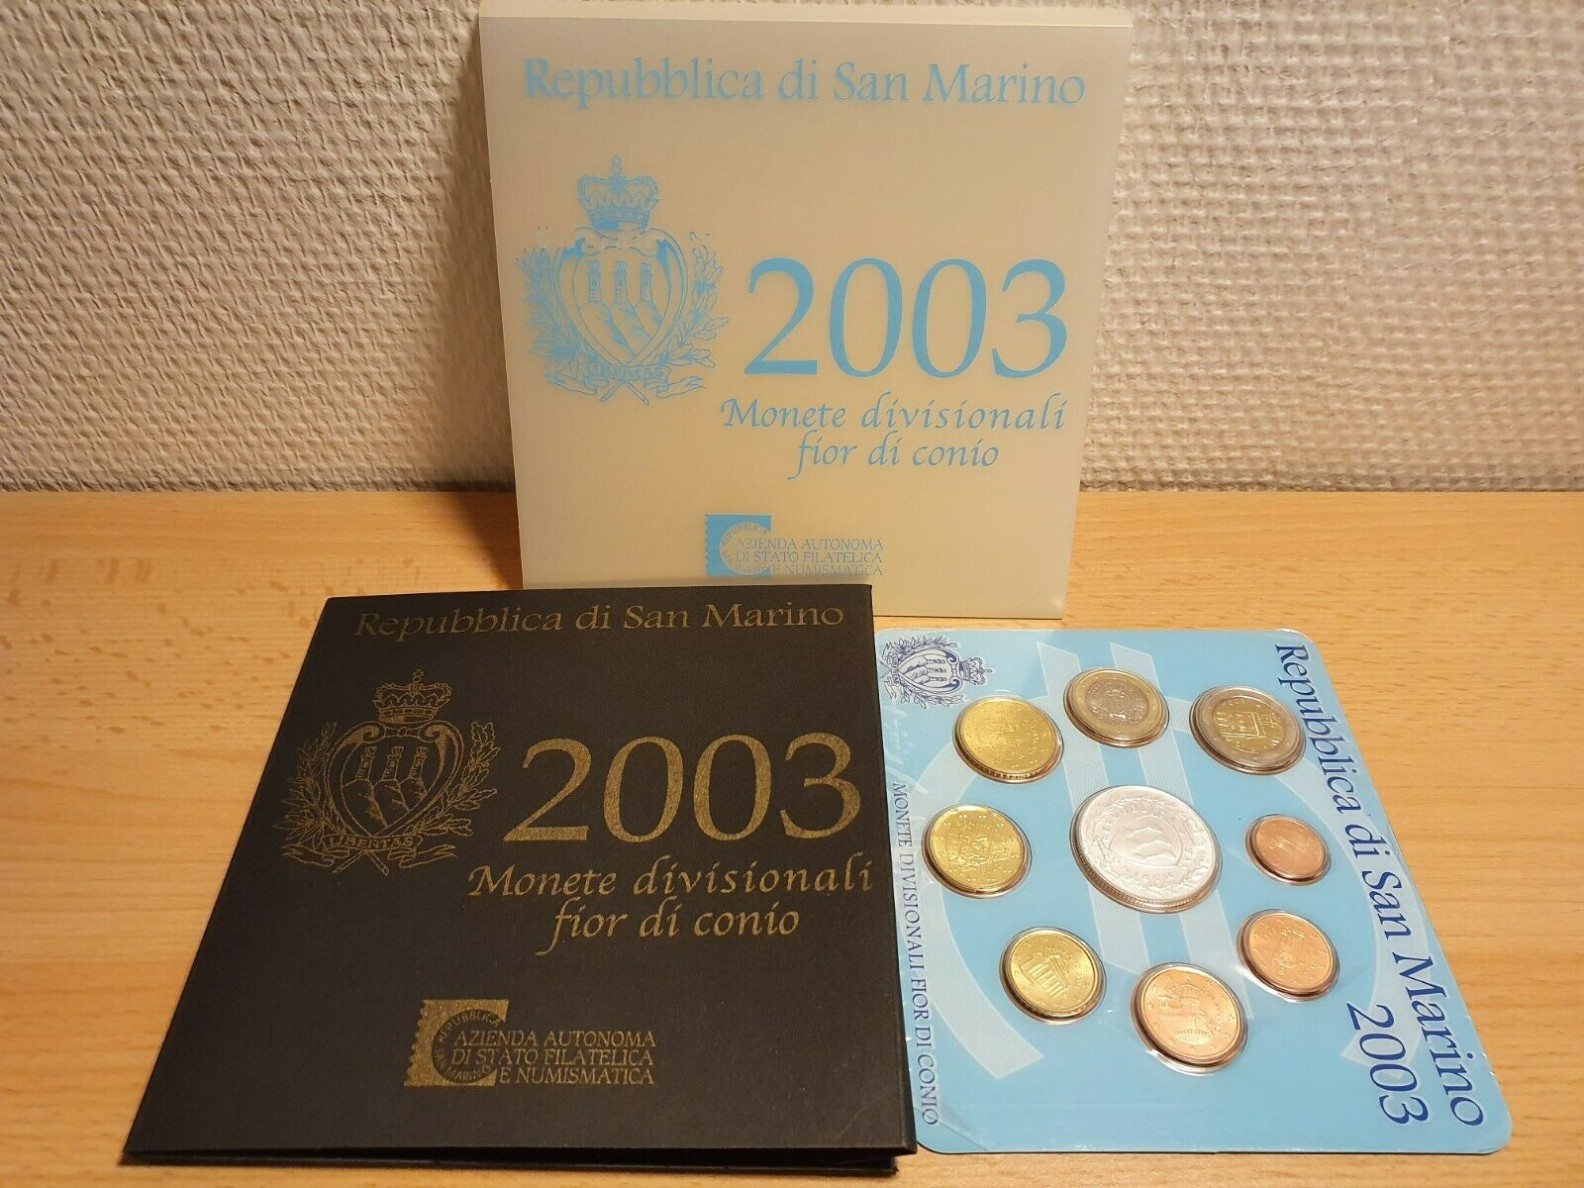 Repubblica di San Marino
LIBERTAS
2003
Monete divisionali
fior di conio
AZIENDA AUTONOMA
DI STATO FILATELICA
E NUMISMATICA
Repubblica di San Marino
LIBERTAS
2003
Monete divisionali
fior di conio
REPUBBLICA
SAN MARINO
AZIENDA AUTONOMA
DI STATO FILATELICA
E NUMISMATICA
Repubblica di San Marino
2003
MONETE DIVISIONALI FIOR DI CONIO